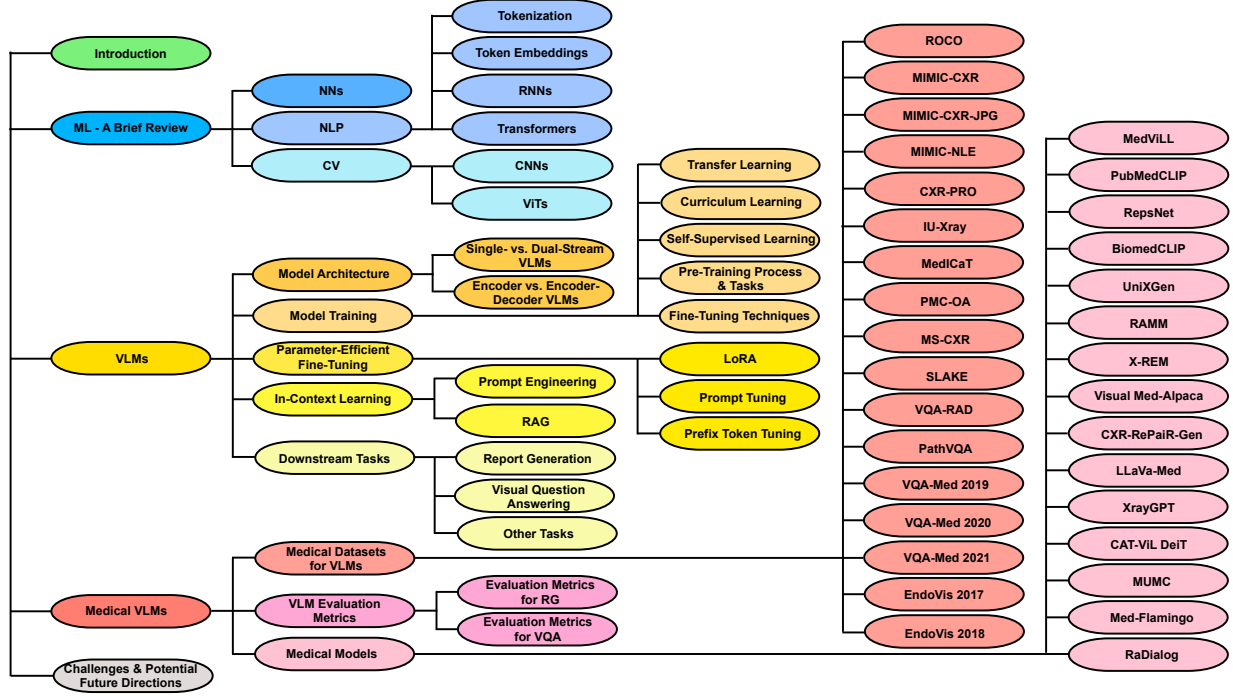 Introduction
ML - A Brief Review
NNs
NLP
Tokenization
Token Embeddings
RNNs
Transformers
CV
CNNs
ViTs
VLMs
Model Architecture
Single- vs. Dual-Stream
VLMs
Encoder vs. Encoder-
Decoder VLMs
Model Training
Transfer Learning
Curriculum Learning
Self-Supervised Learning
Pre-Training Process
& Tasks
Fine-Tuning Techniques
Parameter-Efficient
Fine-Tuning
LoRA
Prompt Tuning
Prefix Token Tuning
In-Context Learning
Prompt Engineering
RAG
Downstream Tasks
Report Generation
Visual Question
Answering
Other Tasks
Medical VLMs
Medical Datasets
for VLMs
ROCO
MIMIC-CXR
MIMIC-CXR-JPG
MIMIC-NLE
CXR-PRO
IU-Xray
MedICaT
PMC-OA
MS-CXR
SLAKE
VQA-RAD
PathVQA
VQA-Med 2019
VQA-Med 2020
VQA-Med 2021
EndoVis 2017
EndoVis 2018
VLM Evaluation
Metrics
Evaluation Metrics
for RG
Evaluation Metrics
for VQA
Medical Models
MedViLL
PubMedCLIP
RepsNet
BiomedCLIP
UniXGen
RAMM
X-REM
Visual Med-Alpaca
CXR-RePaiR-Gen
LLaVa-Med
XrayGPT
CAT-ViL DeiT
MUMC
Med-Flamingo
RaDialog
Challenges & Potential
Future Directions